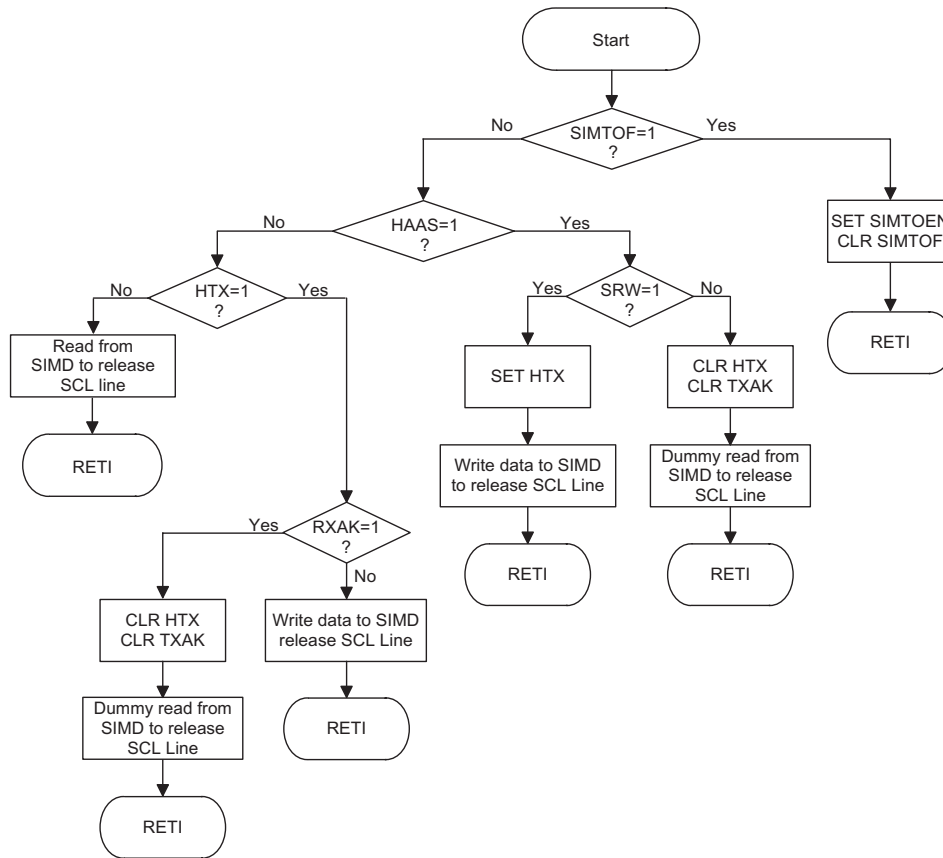 Start
SIMTOF=1
?
No
Yes
SET SIMTOEN
CLR SIMTOF
RETI
HAAS=1
?
No
Yes
HTX=1
?
No
Yes
SRW=1
?
Yes
No
Read from
SIMD to release
SCL line
RETI
SET HTX
Write data to SIMD
to release SCL Line
RETI
CLR HTX
CLR TXAK
Dummy read from
SIMD to release
SCL Line
RETI
RXAK=1
?
Yes
No
CLR HTX
CLR TXAK
Dummy read from
SIMD to release
SCL Line
RETI
Write data to SIMD
release SCL Line
RETI